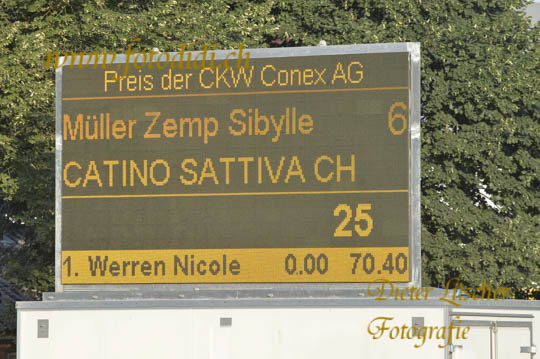 www.fotodidi.ch
Preis der CKW Conex AG
Müller Zemp Sibylle 6
CATINO SATTIVA CH
25
1. Werren Nicole 0.00 70.40
Dieter Lischer
Fotografie